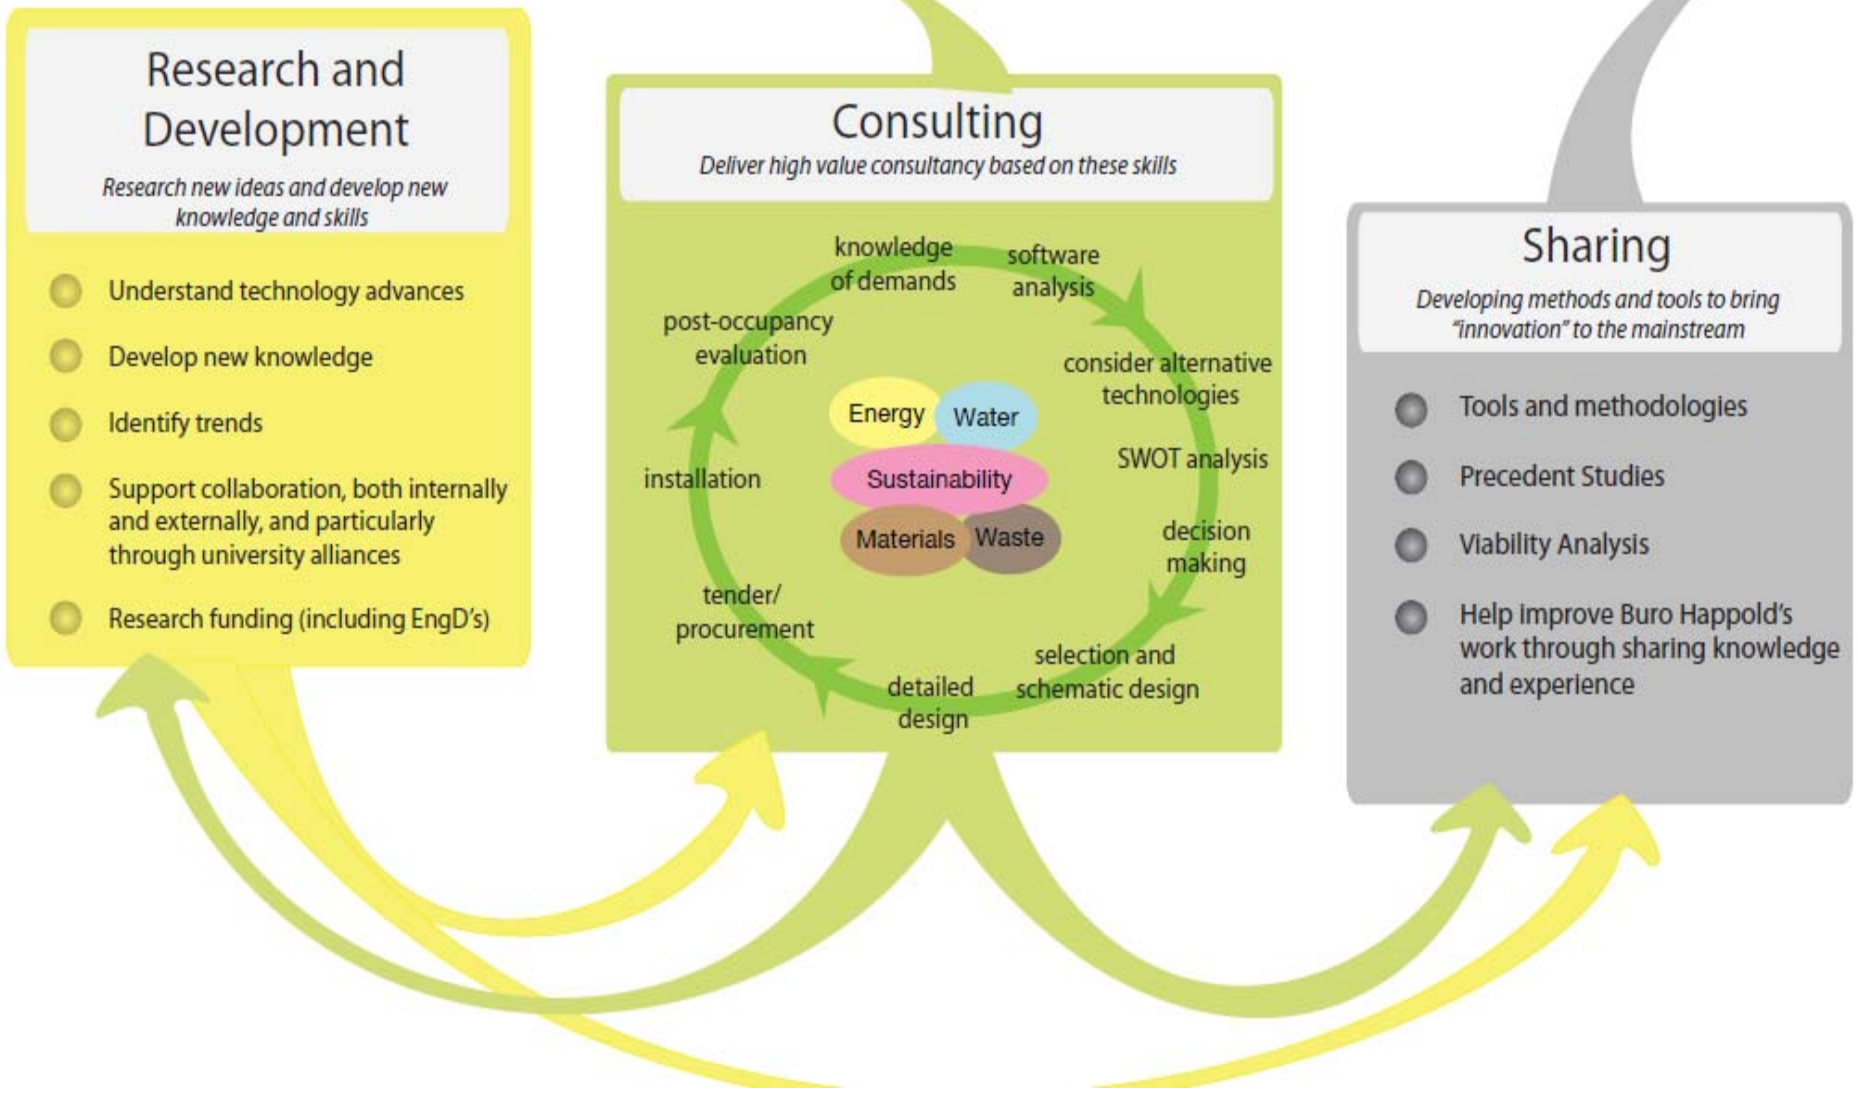 Research and
Development
Research new ideas and develop new
knowledge and skills
Understand technology advances
Develop new knowledge
Identify trends
Support collaboration, both internally
and externally, and particularly
through university alliances
Research funding (including EngD’s)
Consulting
Deliver high value consultancy based on these skills
knowledge
of demands
software
analysis
consider alternative
technologies
SWOT analysis
decision
making
selection and
schematic design
detailed
design
tender/
procurement
installation
post-occupancy
evaluation
Energy
Water
Sustainability
Materials
Waste
Sharing
Developing methods and tools to bring
“innovation” to the mainstream
Tools and methodologies
Precedent Studies
Viability Analysis
Help improve Buro Happold’s
work through sharing knowledge
and experience